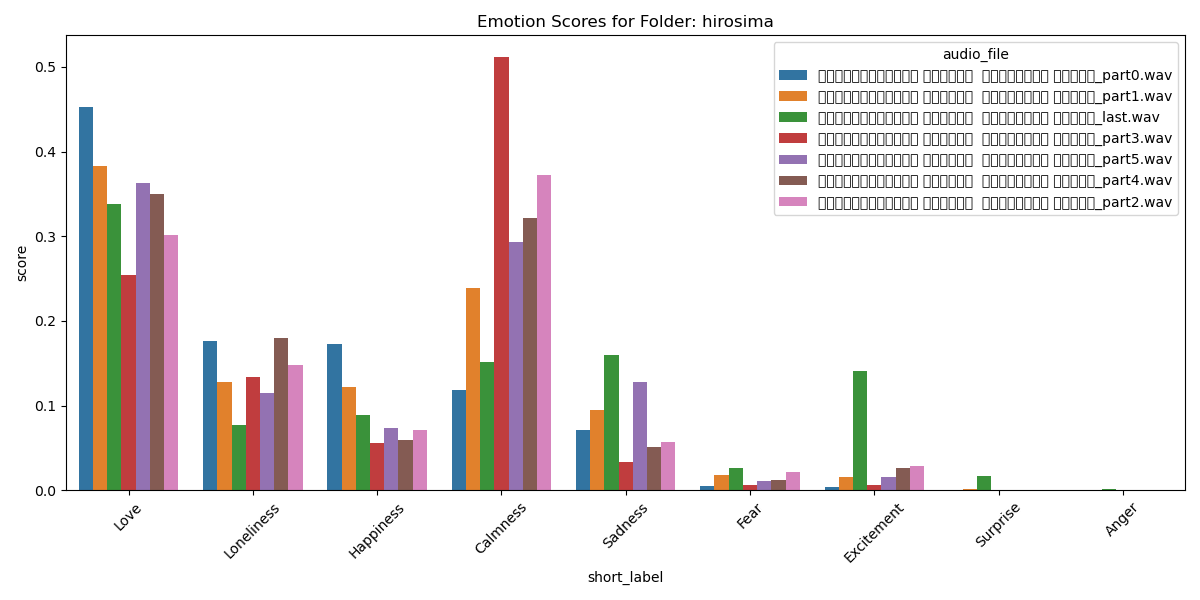 Emotion Scores for Folder: hirosima
audio_file
_part0.wav
_part1.wav
_last.wav
_part3.wav
_part5.wav
_part4.wav
_part2.wav
score
0.5
0.4
0.3
0.2
0.1
0.0
Love
Loneliness
Happiness
Calmness
Sadness
Fear
Excitement
Surprise
Anger
short_label